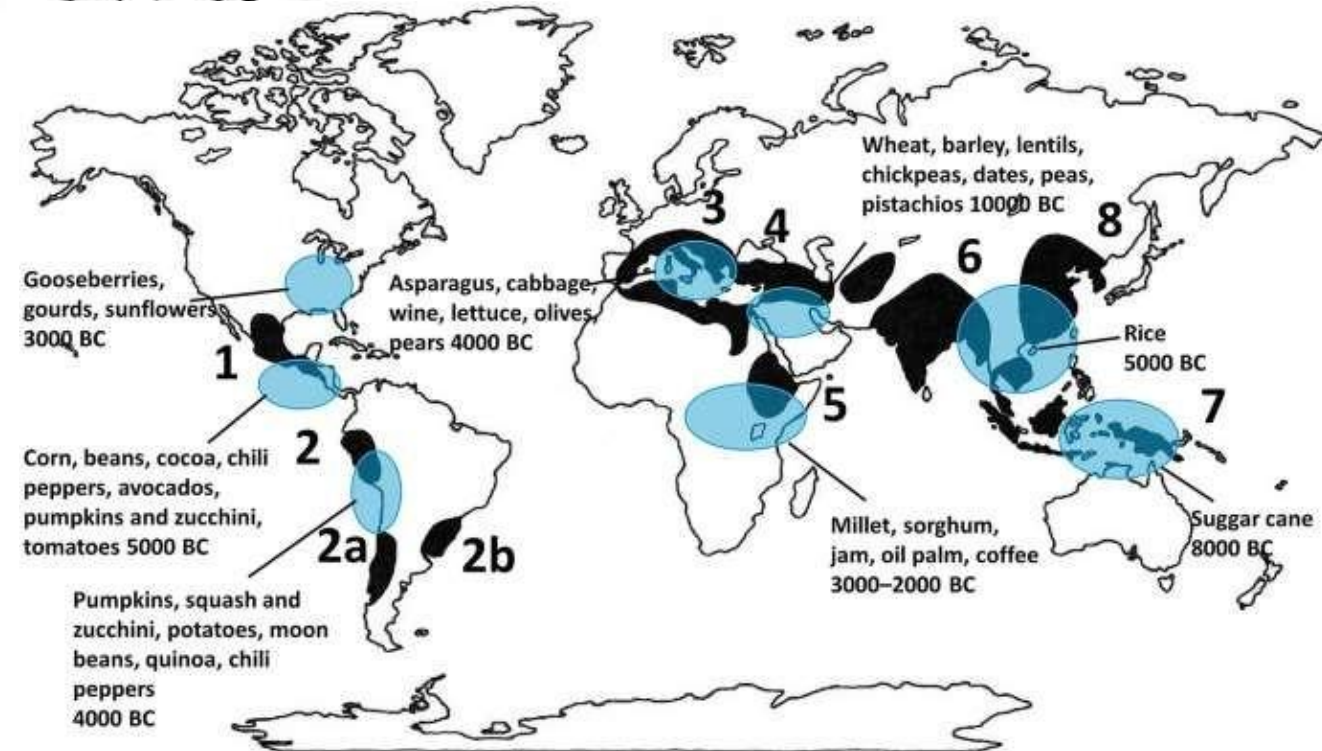 Wheat, barley, lentils,
chickpeas, dates, peas,
pistachios 10000 BC
3
4
8
6
Gooseberries,
gourds, sunflowers
3000 BC
Asparagus, cabbage,
wine, lettuce, olives,
pears 4000 BC
Rice
5000 BC
1
5
7
2
Corn, beans, cocoa, chili
peppers, avocados,
pumpkins and zucchini,
tomatoes 5000 BC
Millet, sorghum,
jam, oil palm, coffee
3000–2000 BC
Suggar cane
8000 BC
2a
2b
Pumpkins, squash and
zucchini, potatoes, moon
beans, quinoa, chili
peppers
4000 BC